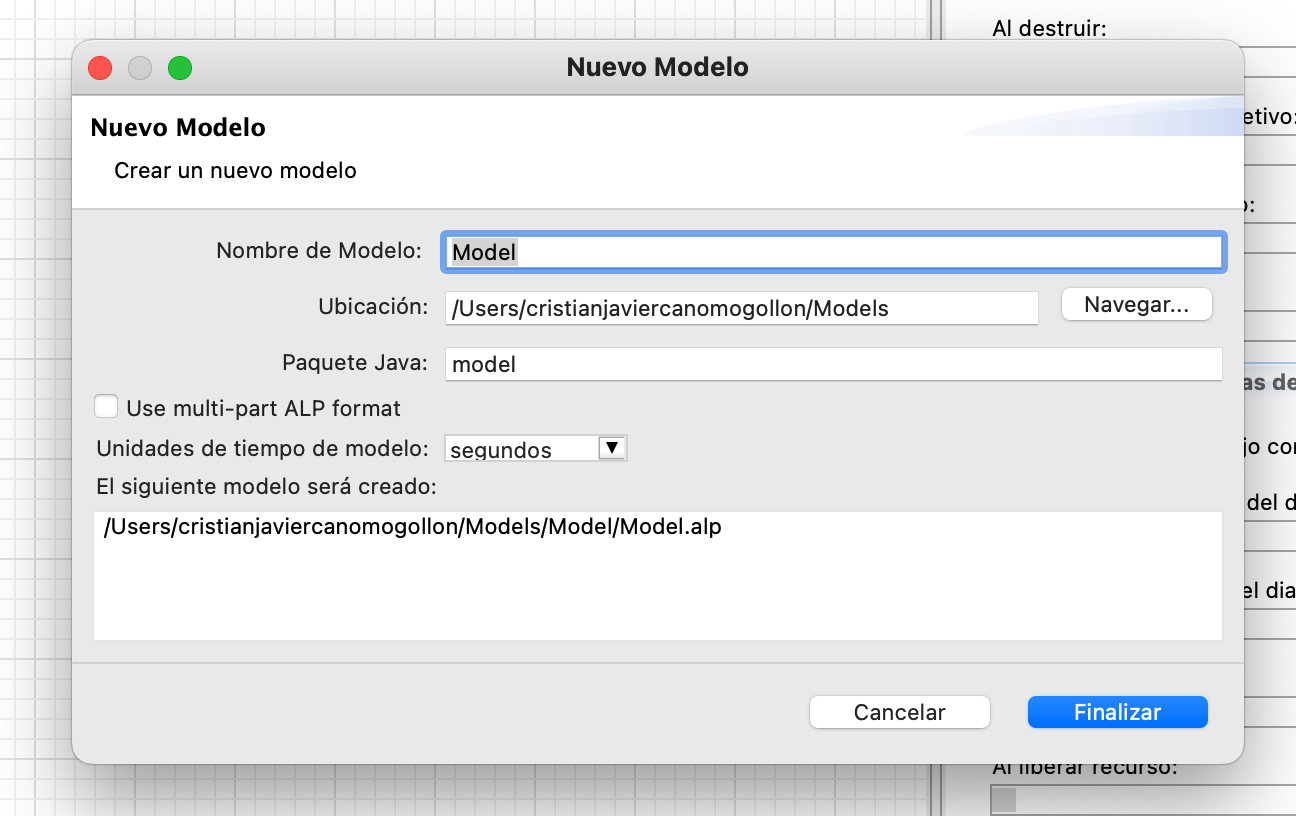 Al destruir:
Nuevo Modelo
Nuevo Modelo
etivo:
Crear un nuevo modelo
Nombre de Modelo: Model
Ubicación: /Users/cristianjaviercanomogollon/Models Navegar...
Paquete Java: model
as de
Use multi-part ALP format
jo con
Unidades de tiempo de modelo: segundos
El siguiente modelo será creado:
del d
/Users/cristianjaviercanomogollon/Models/Model/Model.alp
el dia
Cancelar Finalizar
Al liberar recurso: